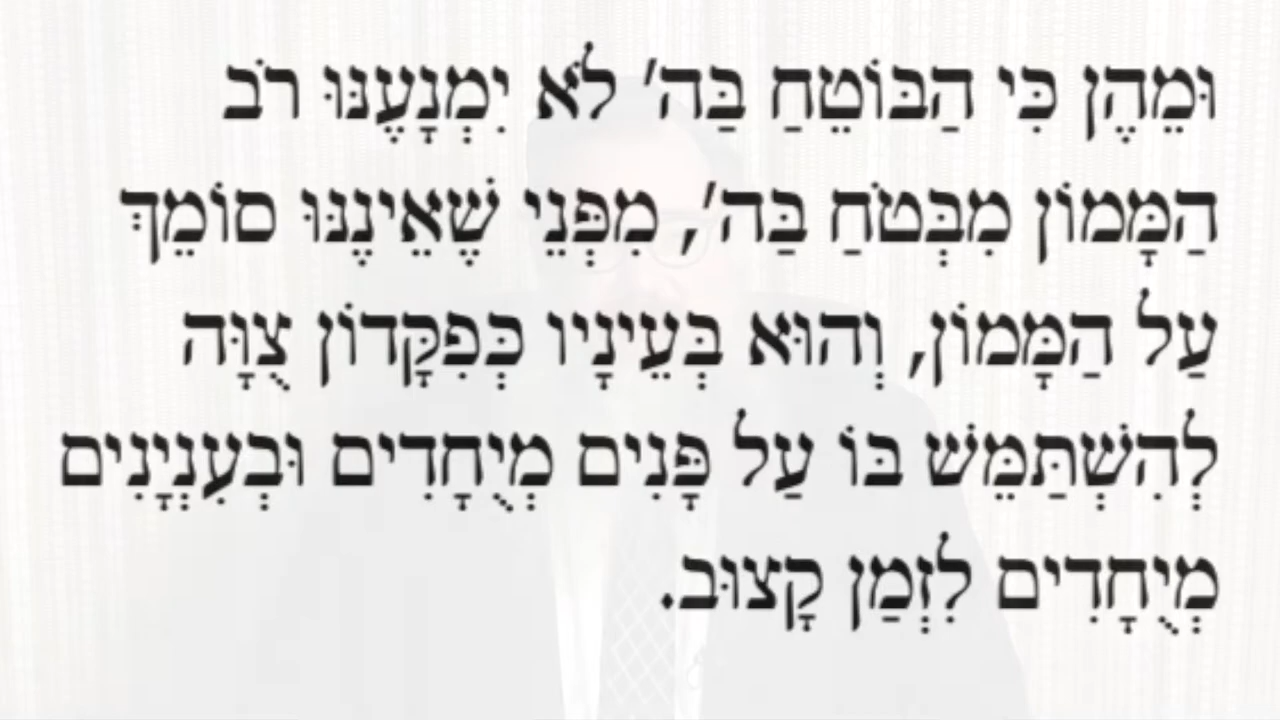 וּמֵהֶן כִּי הַבּוֹטֵחַ בַּה׳ לֹא יִמְנָעֶנּוּ רֹב
הַמָּמוֹן מִבְּטֹחַ בַּה׳, מִפְּנֵי שֶׁאֵינֶנּוּ סוֹמֵךְ
עַל הַמָּמוֹן, וְהוּא בְּעֵינָיו כְּפִקָּדוֹן צֻוָּה
לְהִשְׁתַּמֵּשׁ בּוֹ עַל פָּנִים מְיֻחָדִים וּבְעִנְיָנִים
מְיֻחָדִים לִזְמַן קָצוּב.